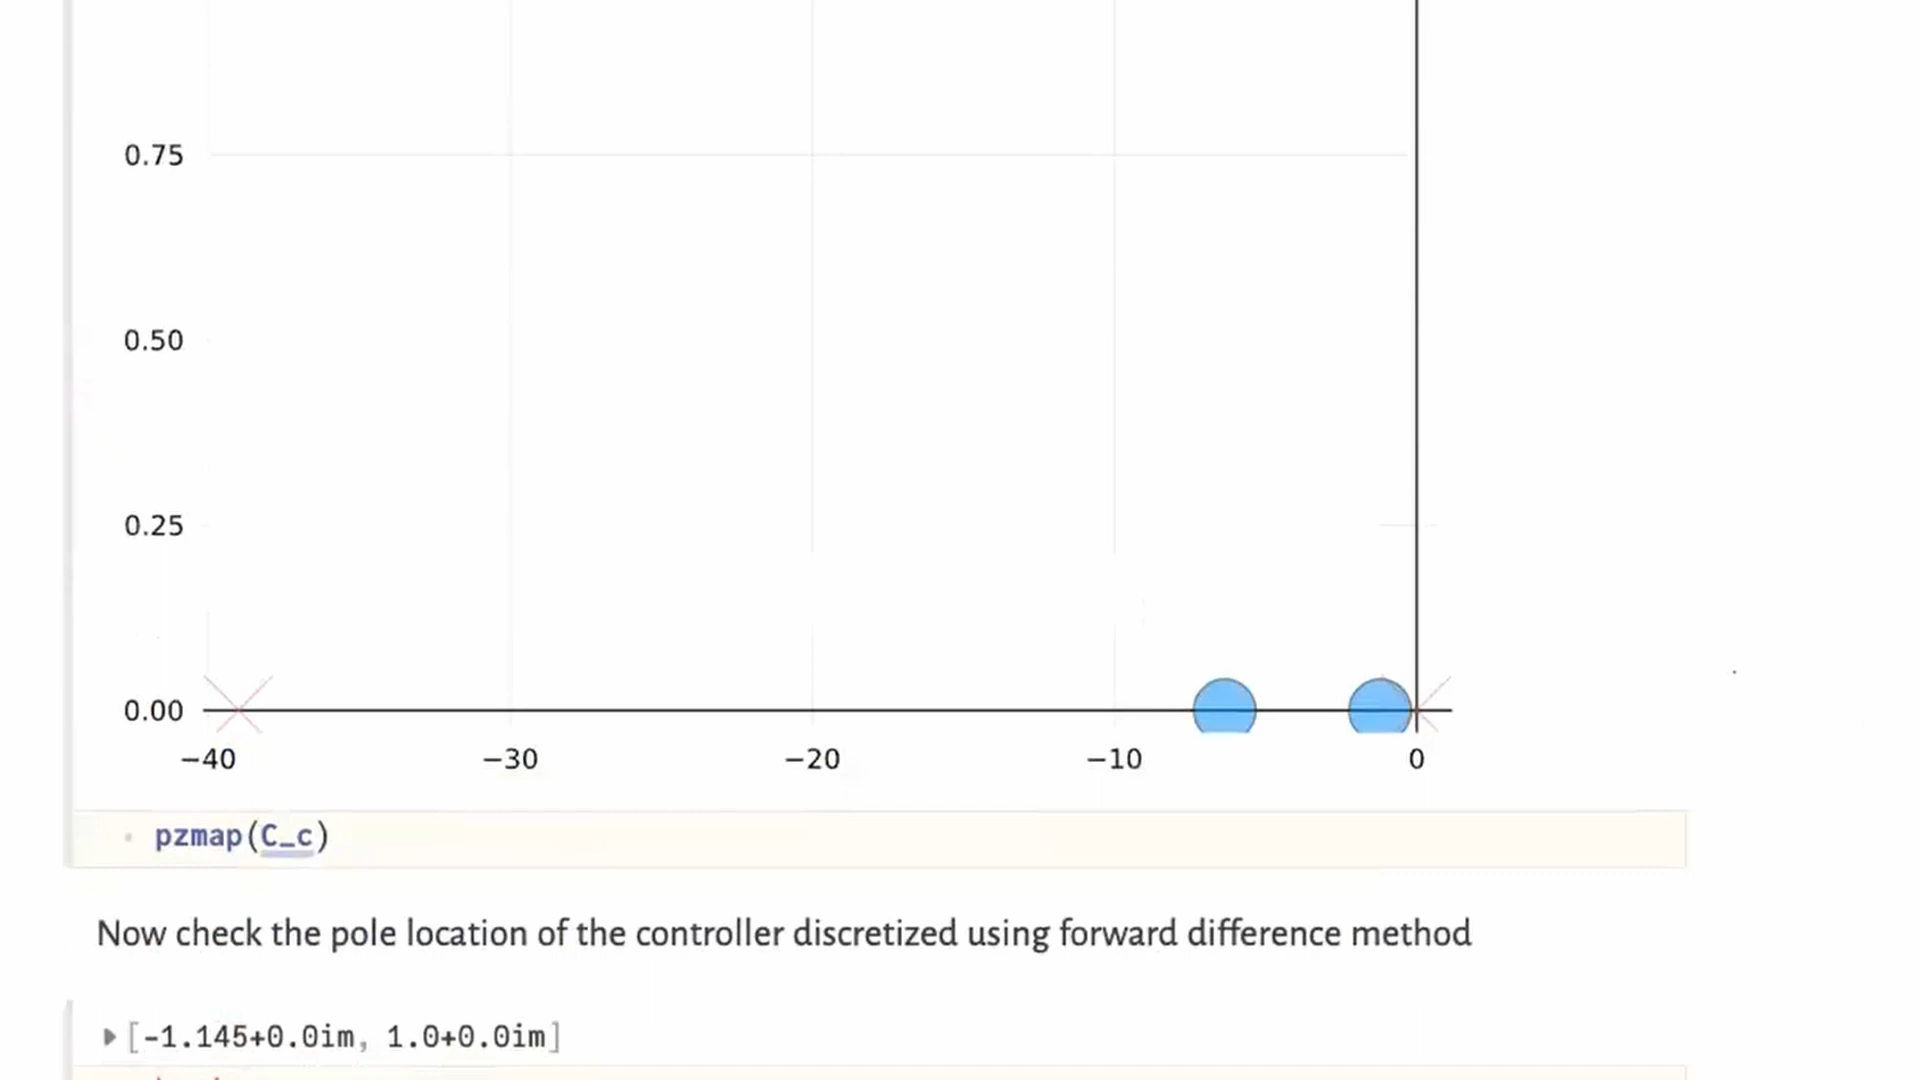 0.75
0.50
0.25
0.00
−40 −30 −20 −10 0
pzmap(C_c)
Now check the pole location of the controller discretized using forward difference method
[-1.145+0.0im, 1.0+0.0im]